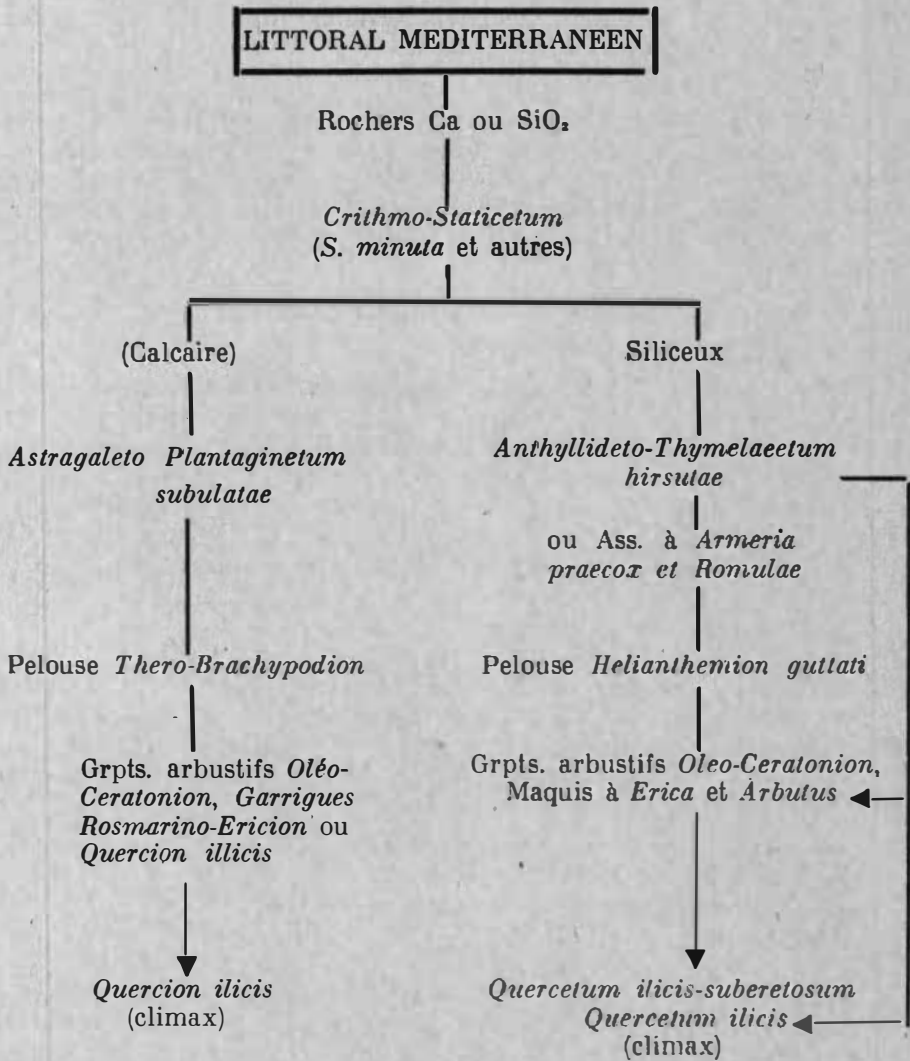 LITTORAL MEDITERRANEEN
Rochers Ca ou SiO₂
Crithmo-Staticetum
(S. minuta et autres)
(Calcaire)
Astragaleto Plantaginetum
subulatae
Pelouse Thero-Brachypodion
Grpts. arbustifs Oléo-
Ceratonion, Garrigues
Rosmarino-Ericion ou
Quercion illicis
Quercion ilicis
(climax)
Siliceux
Anthyllideto-Thymelaeetum
hirsutae
ou Ass. à Armeria
praecox et Romulae
Pelouse Helianthemion guttati
Grpts. arbustifs Oleo-Ceratonion,
Maquis à Erica et Arbutus
Quercetum ilicis-suberetosum
Quercetum ilicis
(climax)